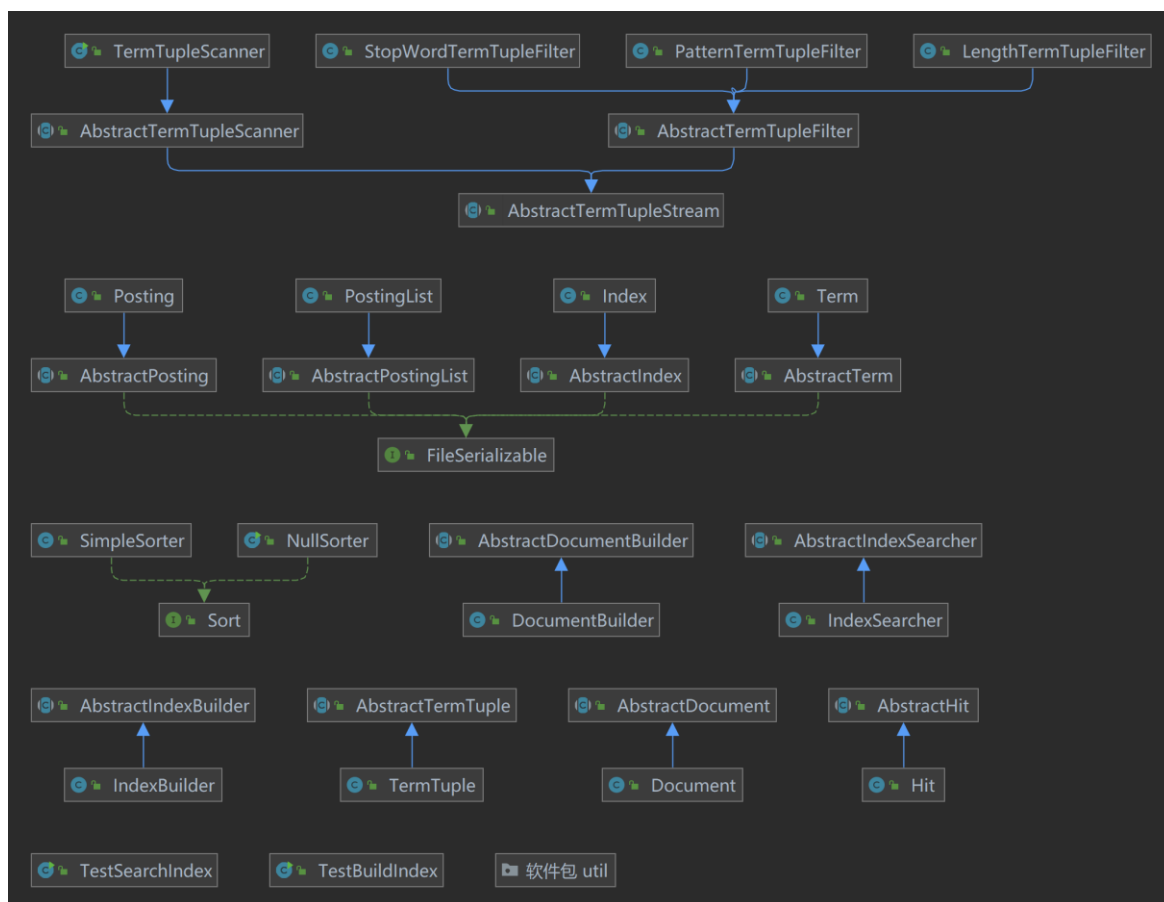 TermTupleScanner StopWordTermTupleFilter PatternTermTupleFilter LengthTermTupleFilter
AbstractTermTupleScanner AbstractTermTupleFilter
AbstractTermTupleStream
Posting PostingList Index Term
AbstractPosting AbstractPostingList AbstractIndex AbstractTerm
FileSerializable
SimpleSorter NullSorter AbstractDocumentBuilder AbstractIndexSearcher
Sort DocumentBuilder IndexSearcher
AbstractIndexBuilder AbstractTermTuple AbstractDocument AbstractHit
IndexBuilder TermTuple Document Hit
TestSearchIndex TestBuildIndex 软件包 util